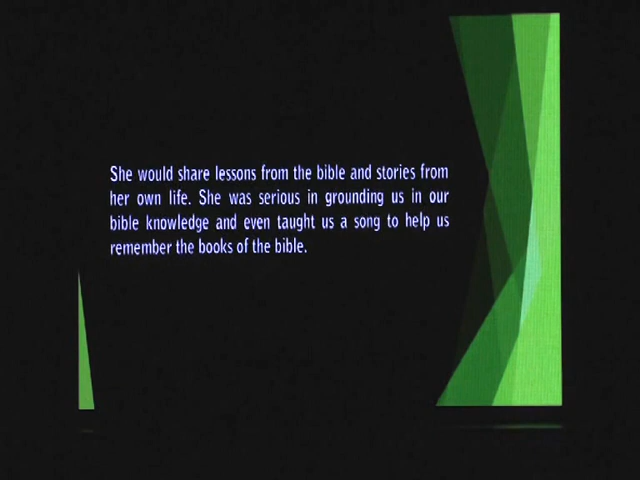 She would share lessons from the bible and stories from
her own life. She was serious in grounding us in our
bible knowledge and even taught us a song to help us
remember the books of the bible.